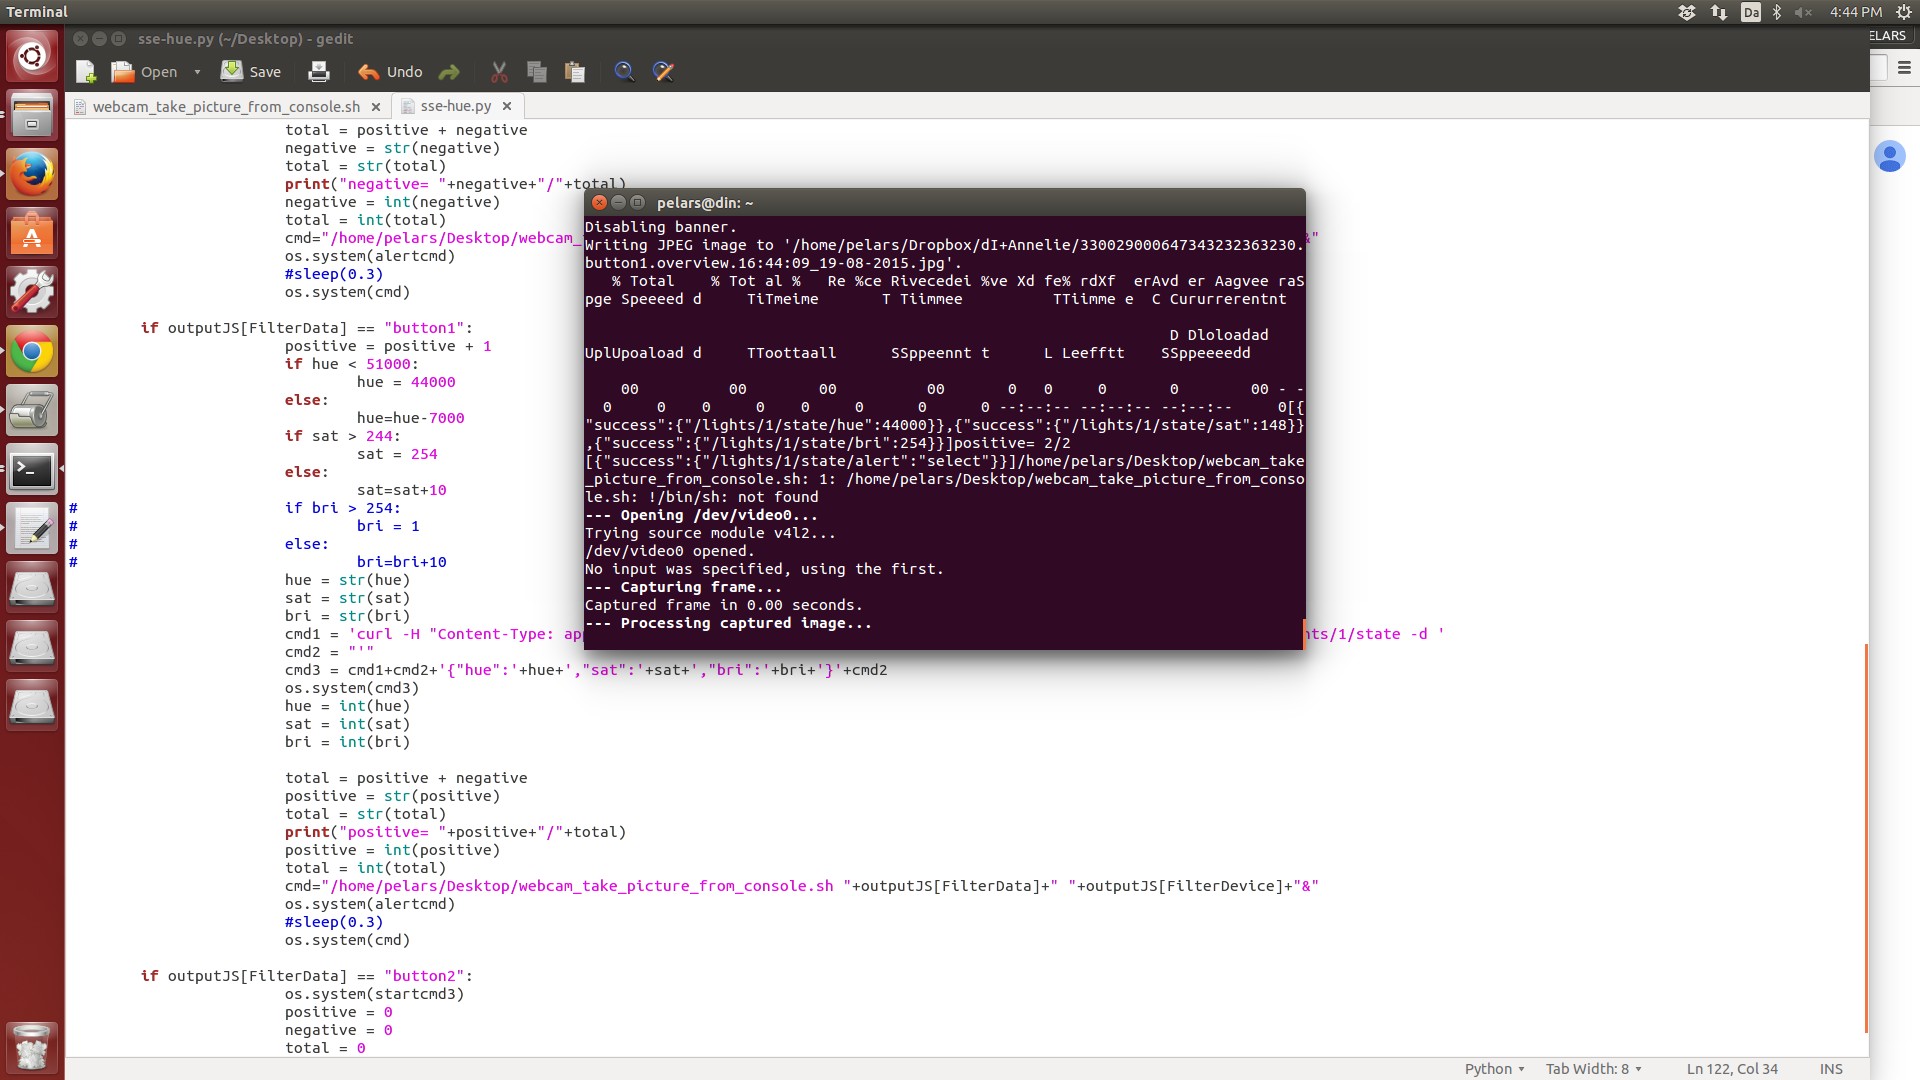 Terminal
Da
4:44 PM
sse-hue.py (~/Desktop) - gedit
ELARS
Open
Save
Undo
webcam_take_picture_from_console.sh
sse-hue.py
total = positive + negative
negative = str(negative)
total = str(total)
print("negative= "+negative+"/"+total)
negative = int(negative)
total = int(total)
cmd="/home/pelars/Desktop/webcam_ &"
os.system(alertcmd)
#sleep(0.3)
os.system(cmd)
if outputJS[FilterData] == "button1":
positive = positive + 1
if hue < 51000:
hue = 44000
else:
hue=hue-7000
if sat > 244:
sat = 254
else:
sat=sat+10
# if bri > 254:
# bri = 1
# else:
# bri=bri+10
hue = str(hue)
sat = str(sat)
bri = str(bri)
cmd1 = 'curl -H "Content-Type: ap ts/1/state -d '
cmd2 = "'"
cmd3 = cmd1+cmd2+'{"hue":'+hue+',"sat":'+sat+',"bri":'+bri+'}'+cmd2
os.system(cmd3)
hue = int(hue)
sat = int(sat)
bri = int(bri)
total = positive + negative
positive = str(positive)
total = str(total)
print("positive= "+positive+"/"+total)
positive = int(positive)
total = int(total)
cmd="/home/pelars/Desktop/webcam_take_picture_from_console.sh "+outputJS[FilterData]+" "+outputJS[FilterDevice]+"&"
os.system(alertcmd)
#sleep(0.3)
os.system(cmd)
if outputJS[FilterData] == "button2":
os.system(startcmd3)
positive = 0
negative = 0
total = 0
pelars@din: ~
Disabling banner.
Writing JPEG image to '/home/pelars/Dropbox/dI+Annelie/330029000647343232363230.
button1.overview.16:44:09_19-08-2015.jpg'.
% Total % Tot al % Re %ce Rivecedei %ve Xd fe% rdXf erAvd er Aagvee raS
pge Speeeed d TiTmeime T Tiimmee TTiimme e C Cururrerentnt
D Dloloadad
UplUpoaload d TToottaall SSppeennt t L Leefftt SSppeeeedd
00 00 00 00 0 0 0 0 00 - -
0 0 0 0 0 0 0 0 --:--:-- --:--:-- --:--:-- 0[{
"success":{"/lights/1/state/hue":44000}},{"success":{"/lights/1/state/sat":148}}
,{"success":{"/lights/1/state/bri":254}}]positive= 2/2
[{"success":{"/lights/1/state/alert":"select"}}]/home/pelars/Desktop/webcam_take
_picture_from_console.sh: 1: /home/pelars/Desktop/webcam_take_picture_from_conso
le.sh: !/bin/sh: not found
--- Opening /dev/video0...
Trying source module v4l2...
/dev/video0 opened.
No input was specified, using the first.
--- Capturing frame...
Captured frame in 0.00 seconds.
--- Processing captured image...
Python
Tab Width: 8
Ln 122, Col 34
INS